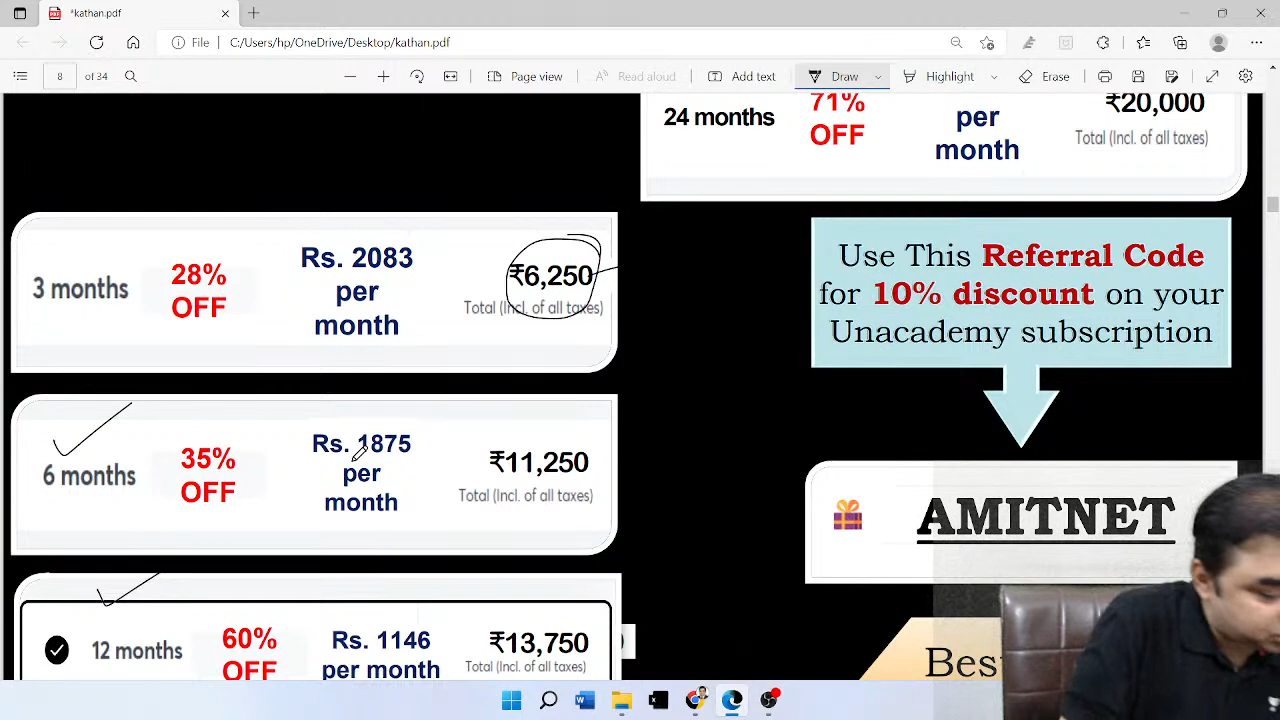 *kathan.pdf
File
C:/Users/hp/OneDrive/Desktop/kathan.pdf
8 of 34
Page view
Read aloud
Add text
Draw
Highlight
Erase
24 months
71%
OFF
per
month
₹20,000
Total (Incl. of all taxes)
3 months
28%
OFF
Rs. 2083
per
month
₹6,250
Total (Incl. of all taxes)
6 months
35%
OFF
Rs. 1875
per
month
₹11,250
Total (Incl. of all taxes)
12 months
60%
OFF
Rs. 1146
per month
₹13,750
Total (Incl. of all taxes)
Use This Referral Code
for 10% discount on your
Unacademy subscription
AMITNET